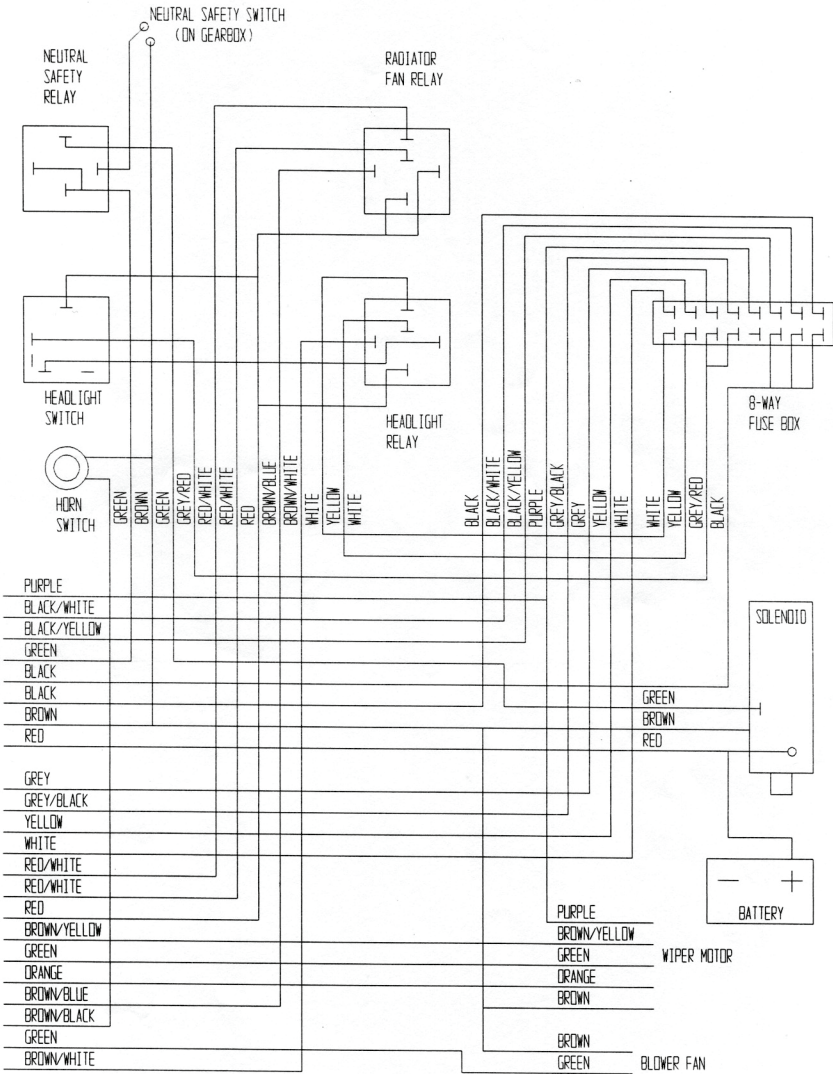 NEUTRAL SAFETY SWITCH
(ON GEARBOX)
NEUTRAL
SAFETY
RELAY
RADIATOR
FAN RELAY
HEADLIGHT
SWITCH
HEADLIGHT
RELAY
8-WAY
FUSE BOX
HORN
SWITCH
GREEN
BROWN
GREEN
GREY/RED
RED/WHITE
RED/WHITE
RED
BROWN/BLUE
BROWN/WHITE
WHITE
YELLOW
WHITE
BLACK
BLACK/WHITE
BLACK/YELLOW
PURPLE
GREY/BLACK
GREY
YELLOW
WHITE
WHITE
YELLOW
GREY/RED
BLACK
PURPLE
BLACK/WHITE
BLACK/YELLOW
GREEN
BLACK
BLACK
BROWN
RED
SOLENOID
GREEN
BROWN
RED
GREY
GREY/BLACK
YELLOW
WHITE
RED/WHITE
RED/WHITE
RED
BROWN/YELLOW
GREEN
ORANGE
BROWN/BLUE
BROWN/BLACK
GREEN
BROWN/WHITE
BATTERY
PURPLE
BROWN/YELLOW
GREEN
WIPER MOTOR
ORANGE
BROWN
BROWN
GREEN
BLOWER FAN